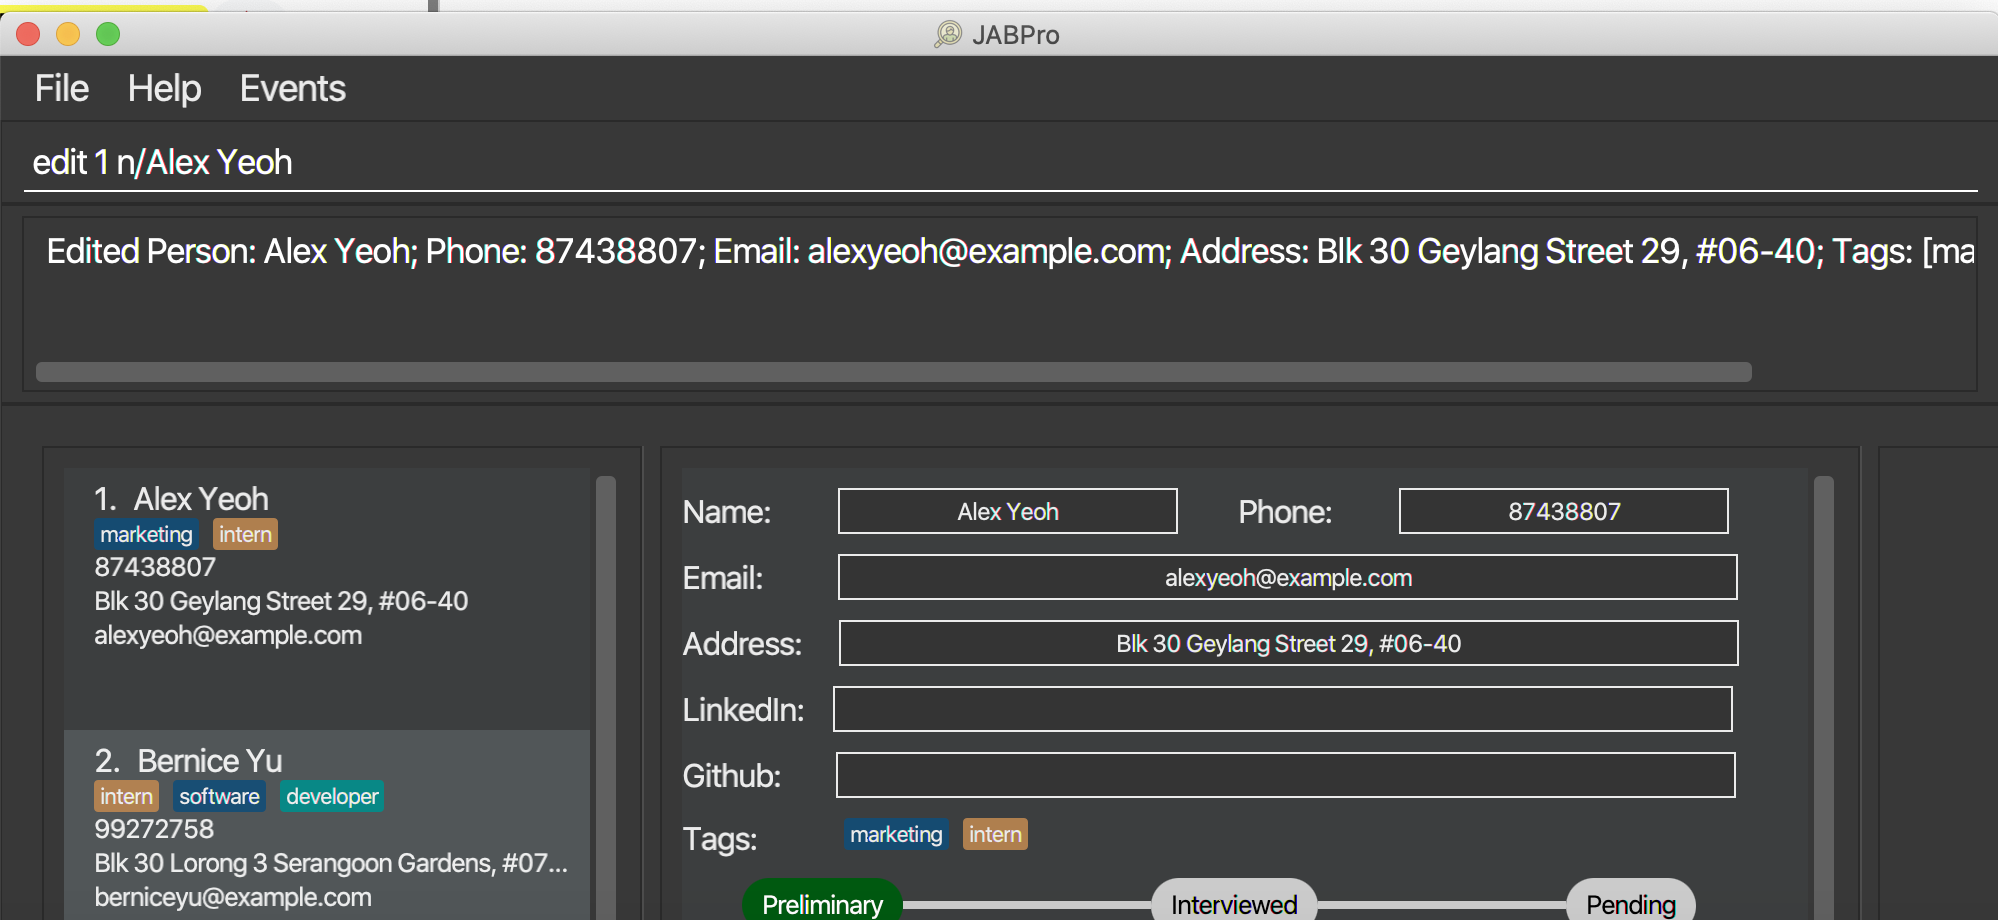 JABPro
File Help Events
edit 1 n/Alex Yeoh
Edited Person: Alex Yeoh; Phone: 87438807; Email: alexyeoh@example.com; Address: Blk 30 Geylang Street 29, #06-40; Tags: [ma
1. Alex Yeoh
marketing intern
87438807
Blk 30 Geylang Street 29, #06-40
alexyeoh@example.com
2. Bernice Yu
intern software developer
99272758
Blk 30 Lorong 3 Serangoon Gardens, #07...
berniceyu@example.com
Name: Alex Yeoh Phone: 87438807
Email: alexyeoh@example.com
Address: Blk 30 Geylang Street 29, #06-40
LinkedIn:
Github:
Tags: marketing intern
Preliminary Interviewed Pending